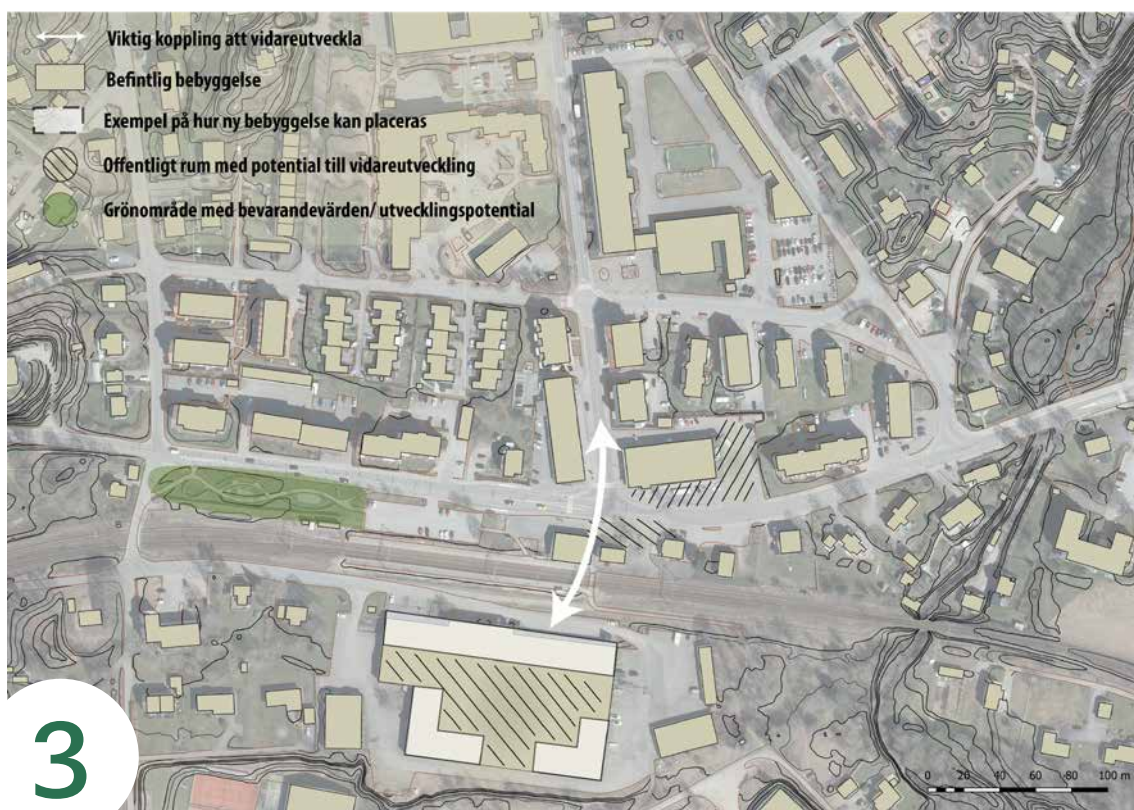 Viktig koppling att vidareutveckla
Befintlig bebyggelse
Exempel på hur ny bebyggelse kan placeras
Offentligt rum med potential till vidareutveckling
Grönområde med bevarandevärden/ utvecklingspotential
3
0 20 40 60 80 100 m